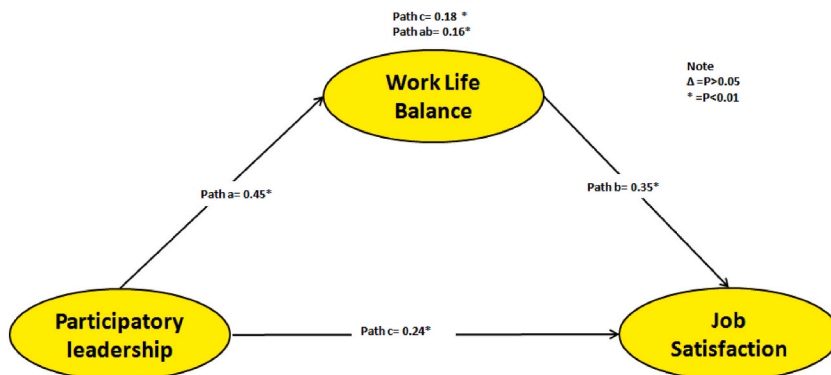 Path c= 0.18 *
Path ab= 0.16*
Work Life
Balance
Note
Δ =P>0.05
* =P<0.01
Path a= 0.45*
Path b= 0.35*
Participatory
leadership
Path c= 0.24*
Job
Satisfaction